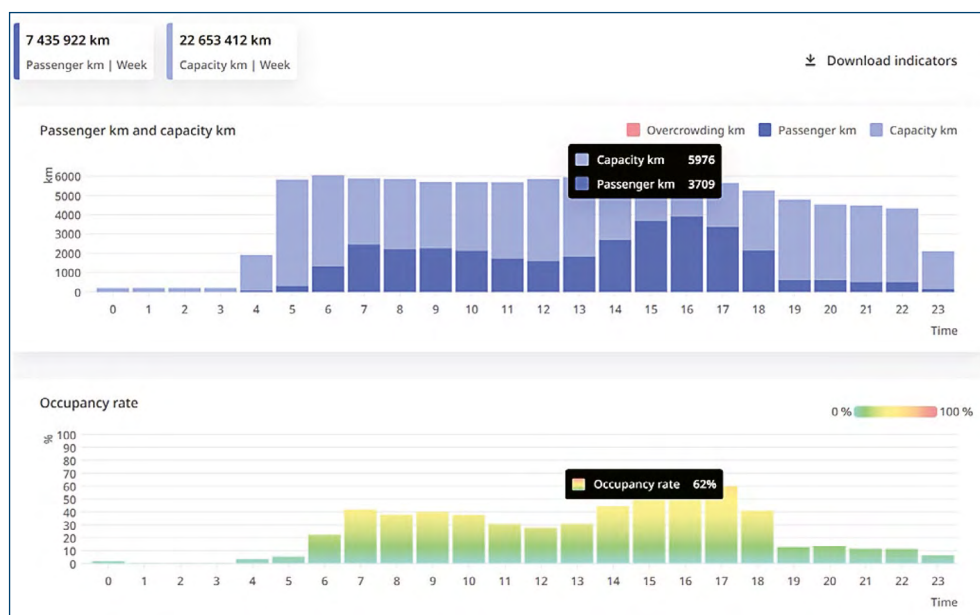 7 435 922 km
Passenger km | Week
22 653 412 km
Capacity km | Week
Download indicators
Passenger km and capacity km
Overcrowding km
Passenger km
Capacity km
km
6000
5000
4000
3000
2000
1000
0
Capacity km 5976
Passenger km 3709
0 1 2 3 4 5 6 7 8 9 10 11 12 13 14 15 16 17 18 19 20 21 22 23
Time
Occupancy rate
0 % 100 %
%
100
90
80
70
60
50
40
30
20
10
0
Occupancy rate 62%
0 1 2 3 4 5 6 7 8 9 10 11 12 13 14 15 16 17 18 19 20 21 22 23
Time